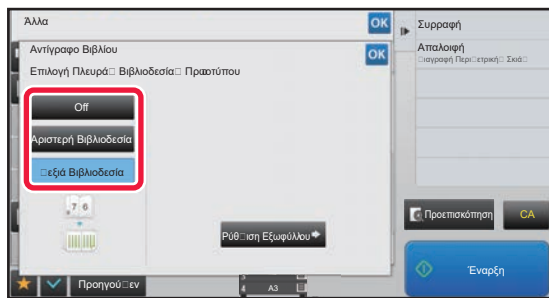 Άλλα
OK
Αντίγραφο Βιβλίου
OK
Επιλογή Πλευρά□ Βιβλιοδεσία□ Πρωτοτύπου
Off
Αριστερή Βιβλιοδεσία
□εξιά Βιβλιοδεσία
7 6
Ρύθ□ιση Εξωφύλλου
Προηγού□εν
4 A3
Συρραφή
Απαλοιφή
□ιαγραφή Περι□ετρική□ Σκιά□
Προεπισκόπηση
CA
Έναρξη